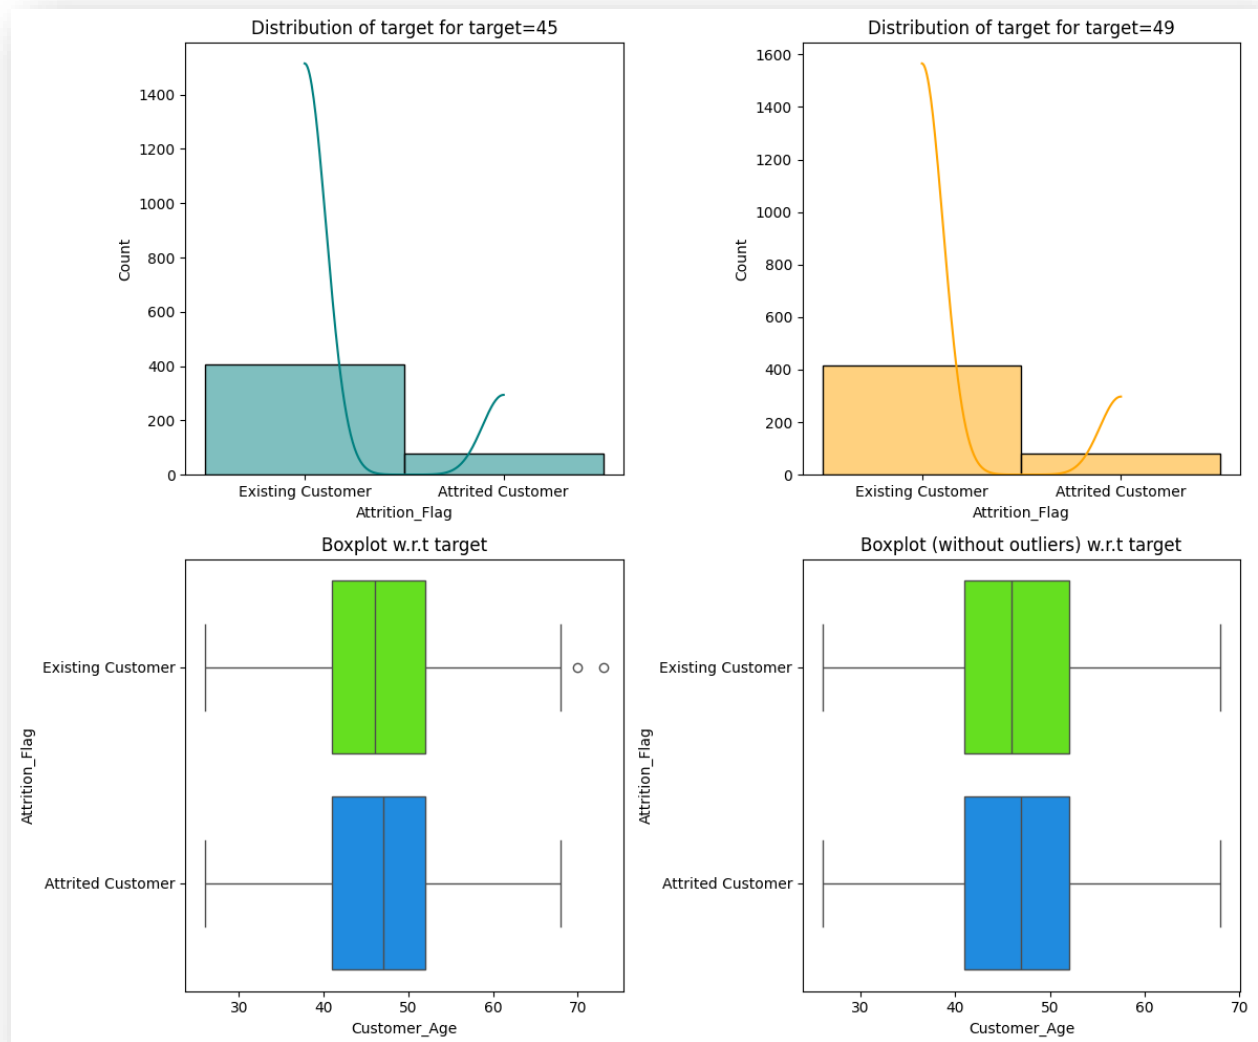 Distribution of target for target=45
1400
1200
1000
800
600
400
200
0
Count
Existing Customer
Attrited Customer
Attrition_Flag
Distribution of target for target=49
1600
1400
1200
1000
800
600
400
200
0
Count
Existing Customer
Attrited Customer
Attrition_Flag
Boxplot w.r.t target
Existing Customer
Attrited Customer
Attrition_Flag
30
40
50
60
70
Customer_Age
Boxplot (without outliers) w.r.t target
Existing Customer
Attrited Customer
Attrition_Flag
30
40
50
60
70
Customer_Age